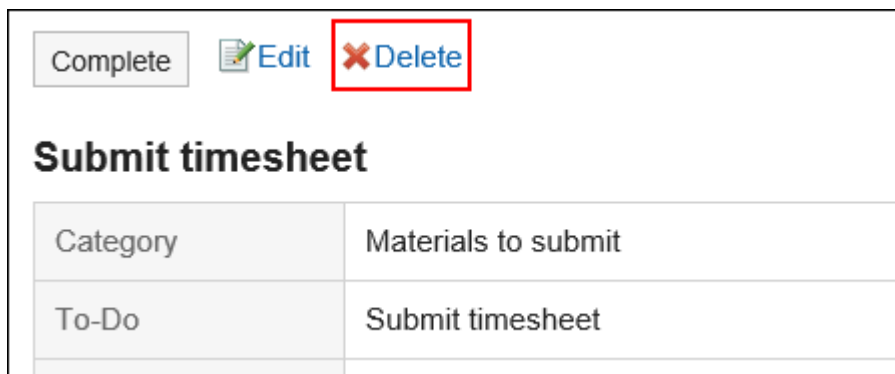 Complete Edit Delete
Submit timesheet
Category Materials to submit
To-Do Submit timesheet